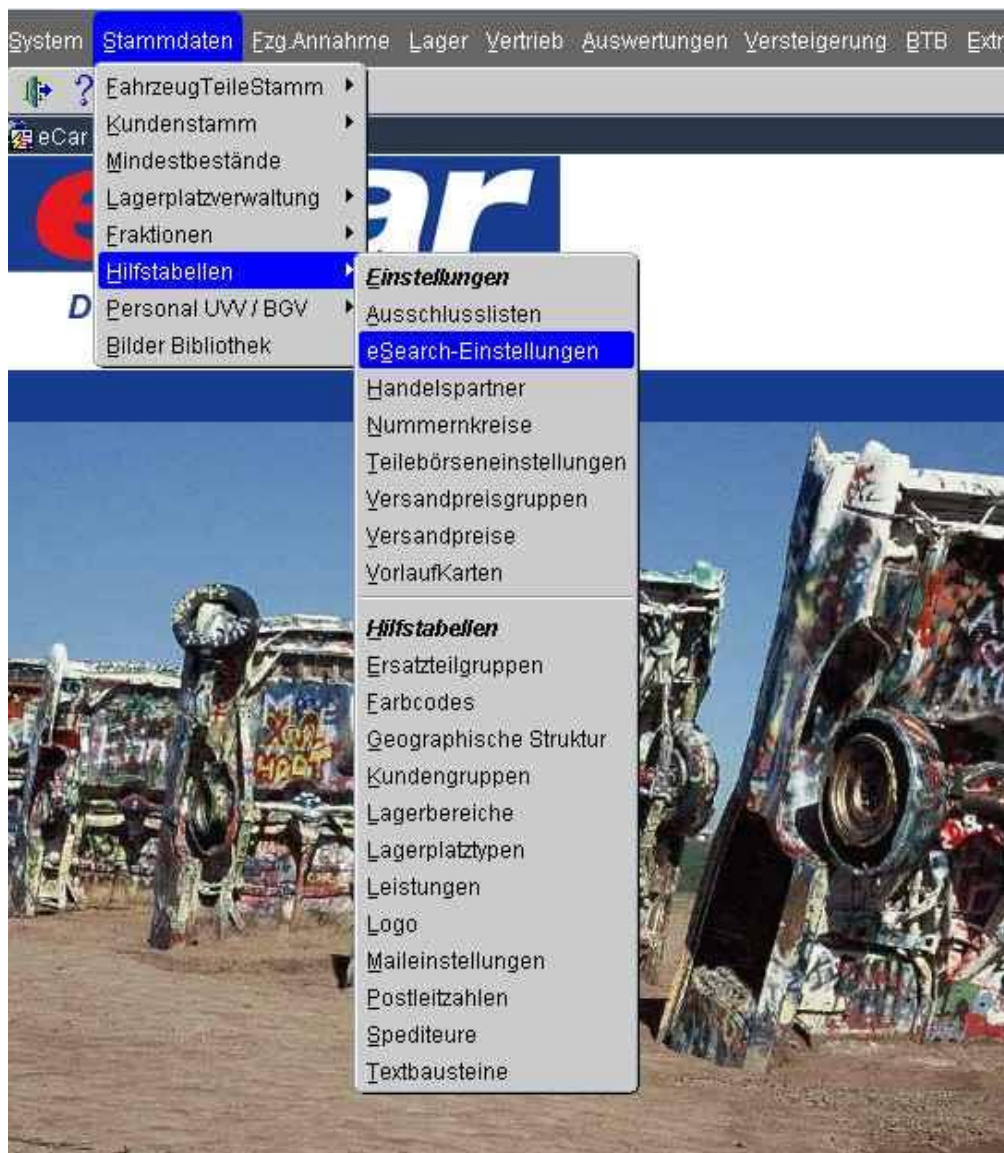 System Stammdaten Fzg.Annahme Lager Vertrieb Auswertungen Versteigerung BTB Extr
?
eCar
FahrzeugTeileStamm
Kundenstamm
Mindestbestände
Lagerplatzverwaltung
Fraktionen
Hilfstabellen
Personal UVV / BGV
Bilder Bibliothek
e ar
D
Einstellungen
Ausschlusslisten
eSearch-Einstellungen
Handelspartner
Nummernkreise
Teilebörseneinstellungen
Versandpreisgruppen
Versandpreise
VorlaufKarten
Hilfstabellen
Ersatzteilgruppen
Farbcodes
Geographische Struktur
Kundengruppen
Lagerbereiche
Lagerplatztypen
Leistungen
Logo
Maileinstellungen
Postleitzahlen
Spediteure
Textbausteine